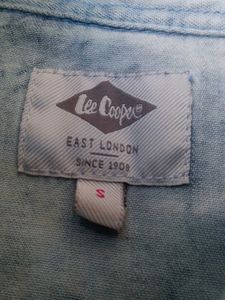 Lee Cooper
EAST LONDON
SINCE 1908
S